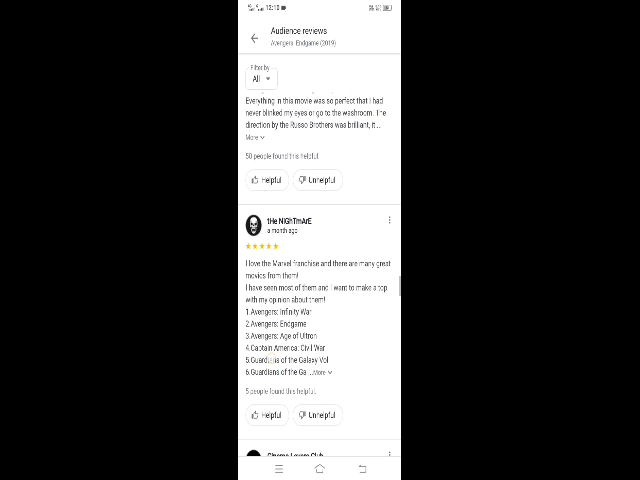 12:10
Audience reviews
Avengers: Endgame (2019)
Filter by
All
Everything in this movie was so perfect that I had
never blinked my eyes or go to the washroom. The
direction by the Russo Brothers was brilliant, it ...
More
50 people found this helpful.
Helpful Unhelpful
tHe NiGhTmArE
a month ago
I love the Marvel franchise and there are many great
movies from them!
I have seen most of them and I want to make a top
with my opinion about them!
1.Avengers: Infinity War
2.Avengers: Endgame
3.Avengers: Age of Ultron
4.Captain America: Civil War
5.Guardians of the Galaxy Vol
6.Guardians of the Ga ...More
5 people found this helpful.
Helpful Unhelpful
Cinema Lovers Club